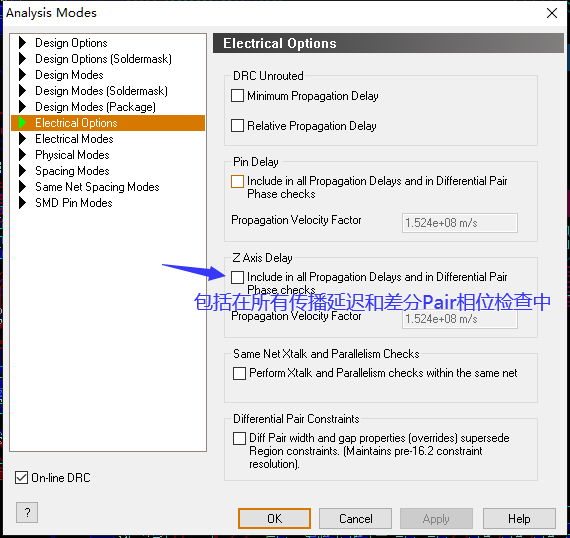 Analysis Modes
Design Options
Design Options (Soldermask)
Design Modes
Design Modes (Soldermask)
Design Modes (Package)
Electrical Options
Electrical Modes
Physical Modes
Spacing Modes
Same Net Spacing Modes
SMD Pin Modes
On-line DRC
?
Electrical Options
DRC Unrouted
Minimum Propagation Delay
Relative Propagation Delay
Pin Delay
Include in all Propagation Delays and in Differential Pair
Phase checks
Propagation Velocity Factor
1.524e+08 m/s
Z Axis Delay
Include in all Propagation Delays and in Differential Pair
Phase checks
包括在所有传播延迟和差分Pair相位检查中
Propagation Velocity Factor
1.524e+08 m/s
Same Net Xtalk and Parallelism Checks
Perform Xtalk and Parallelism checks within the same net
Differential Pair Constraints
Diff Pair width and gap properties (overrides) supersede
Region constraints. (Maintains pre-16.2 constraint
resolution).
OK
Cancel
Apply
Help